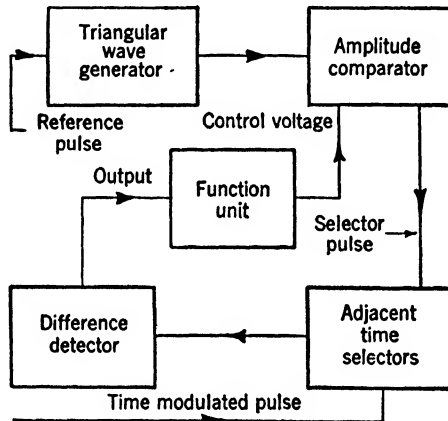 Triangular
wave
generator
Amplitude
comparator
Reference
pulse
Control voltage
Output
Function
unit
Selector
pulse
Difference
detector
Adjacent
time
selectors
Time modulated pulse